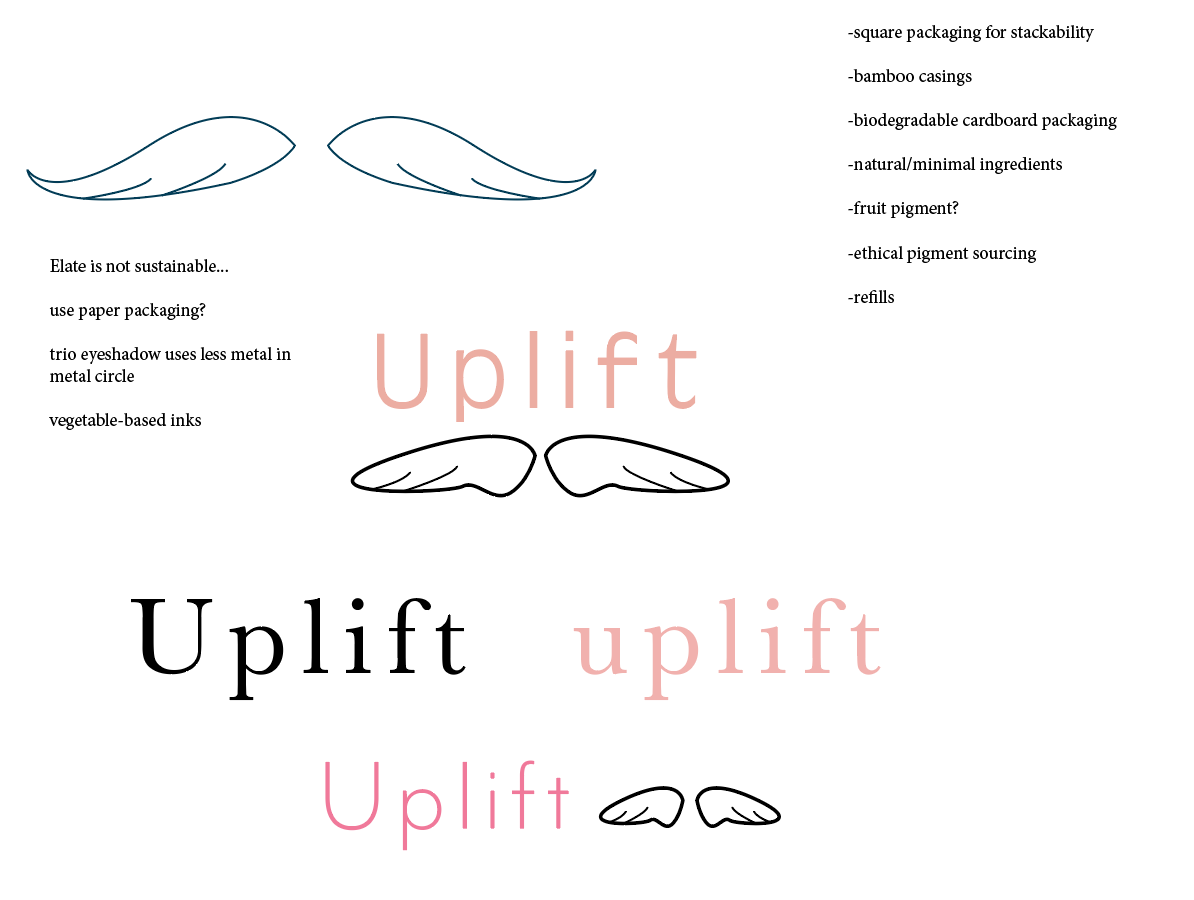 -square packaging for stackability
-bamboo casings
-biodegradable cardboard packaging
-natural/minimal ingredients
-fruit pigment?
-ethical pigment sourcing
-refills
Elate is not sustainable...
use paper packaging?
trio eyeshadow uses less metal in
metal circle
vegetable-based inks
Uplift
Uplift
uplift
Uplift